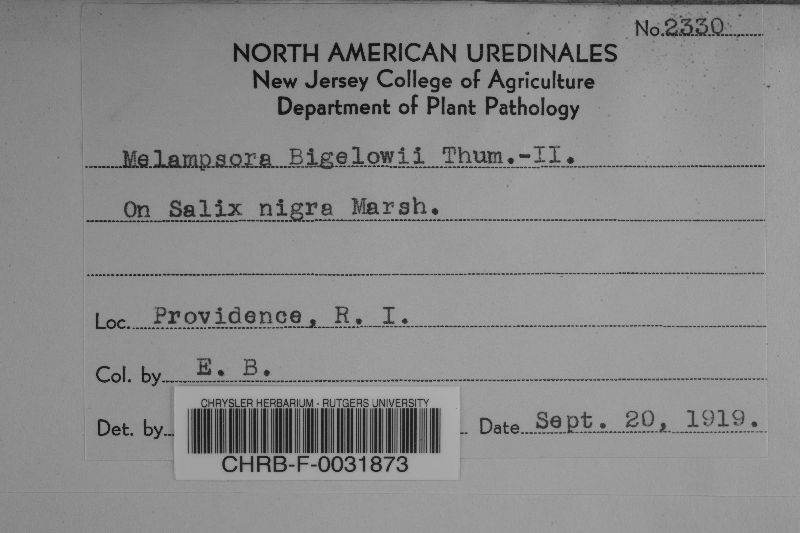 No. 2330
NORTH AMERICAN UREDINALES
New Jersey College of Agriculture
Department of Plant Pathology
Melampsora Bigelowii Thum.-II.
On Salix nigra Marsh.
Loc. Providence, R. I.
Col. by E. B.
Det. by
Date Sept. 20, 1919.
CHRYSLER HERBARIUM - RUTGERS UNIVERSITY
CHRB-F-0031873